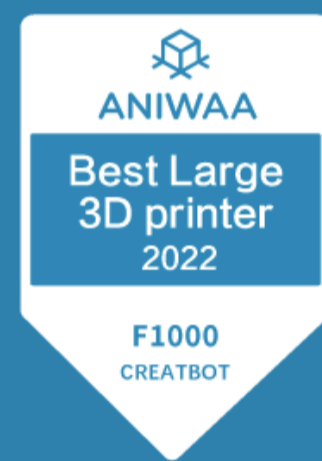 ANIWAA
Best Large
3D printer
2022
F1000
CREATBOT